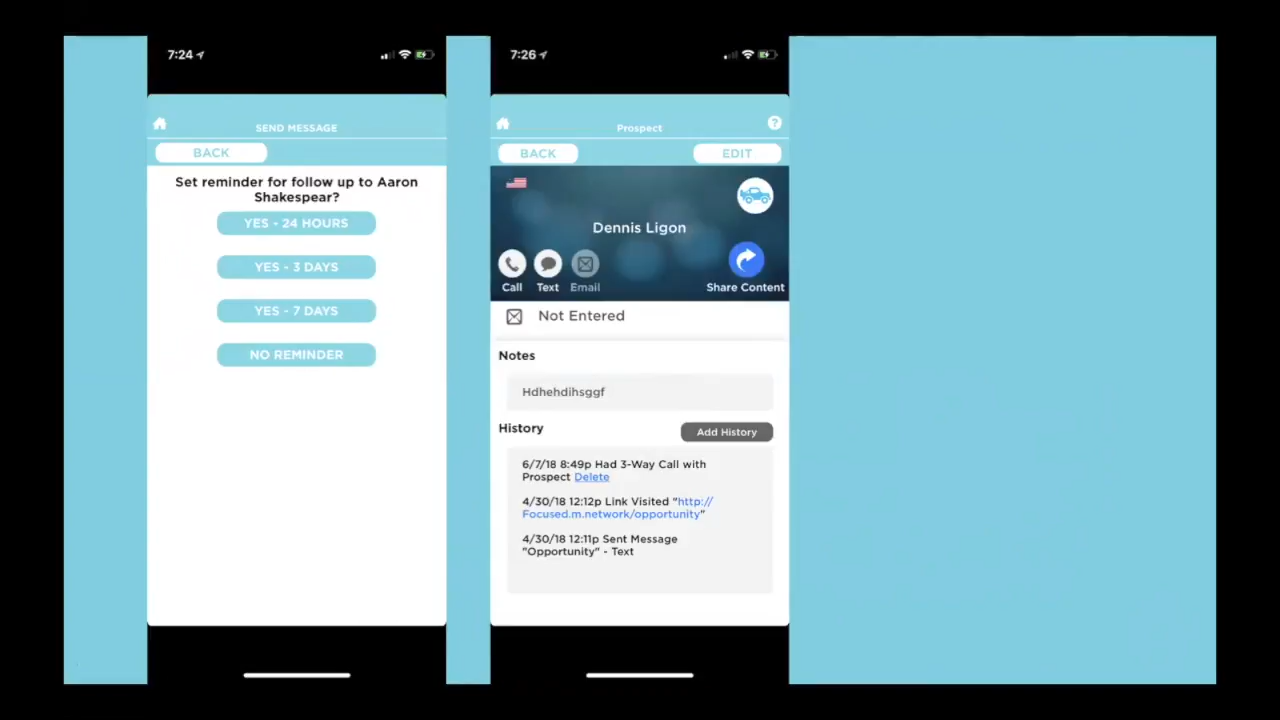 7:24
SEND MESSAGE
BACK
Set reminder for follow up to Aaron
Shakespear?
YES - 24 HOURS
YES - 3 DAYS
YES - 7 DAYS
NO REMINDER
7:26
Prospect
?
BACK
EDIT
Dennis Ligon
Call
Text
Email
Share Content
Not Entered
Notes
Hdhehdihsggf
History
Add History
6/7/18 8:49p Had 3-Way Call with
Prospect Delete
4/30/18 12:12p Link Visited "http://
Focused.m.network/opportunity"
4/30/18 12:11p Sent Message
"Opportunity" - Text